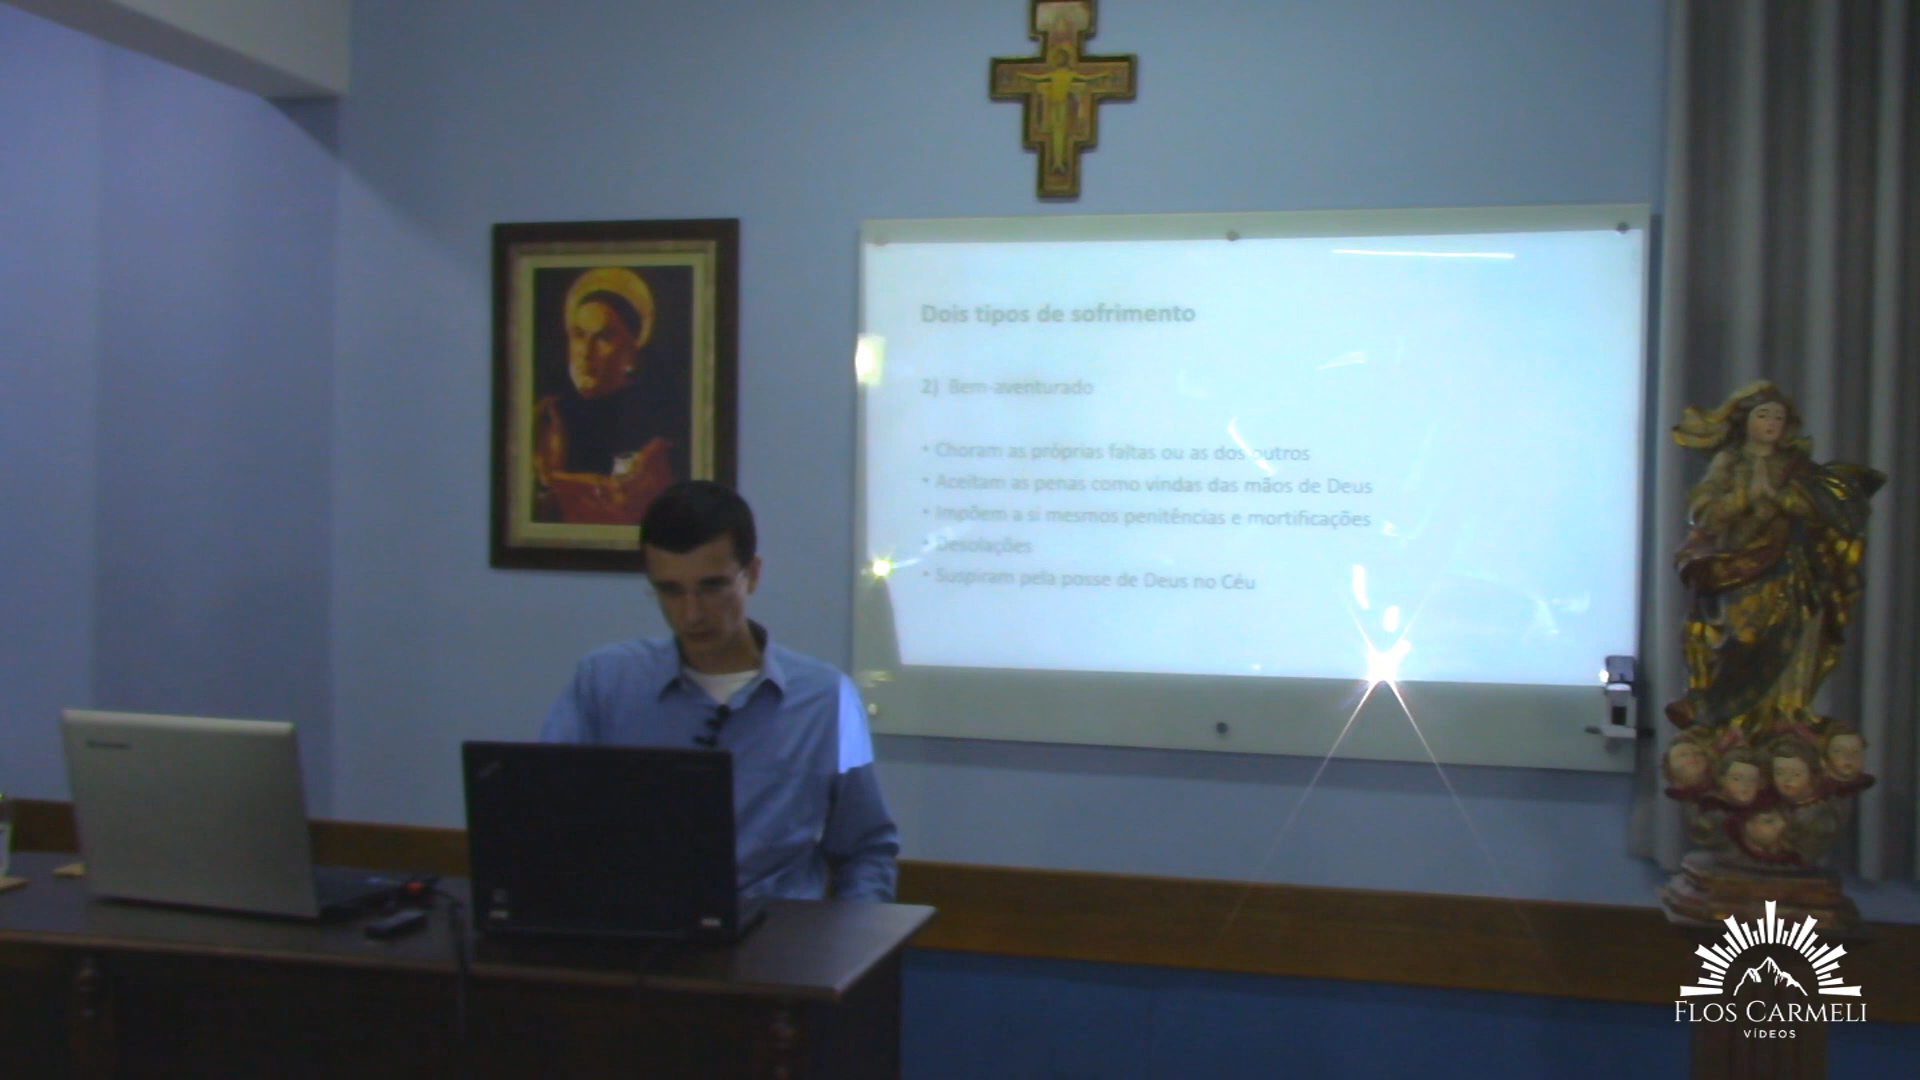 Dois tipos de sofrimento
2) Bem-aventurado
• Choram as próprias faltas ou as dos outros
• Aceitam as penas como vindas das mãos de Deus
• Impõem a si mesmos penitências e mortificações
• Desolações
• Suspiram pela posse de Deus no Céu
FLOS CARMELI
VÍDEOS